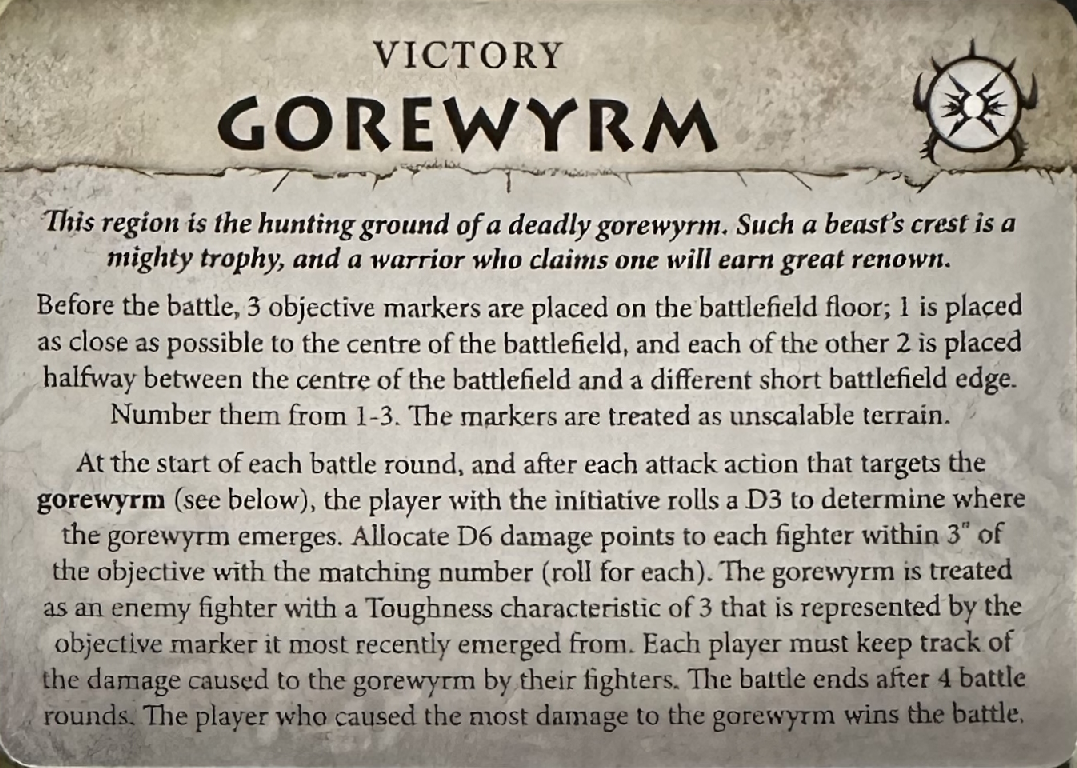 VICTORY
GOREWYRM
This region is the hunting ground of a deadly gorewyrm. Such a beast's crest is a
mighty trophy, and a warrior who claims one will earn great renown.
Before the battle, 3 objective markers are placed on the battlefield floor; 1 is placed
as close as possible to the centre of the battlefield, and each of the other 2 is placed
halfway between the centre of the battlefield and a different short battlefield edge.
Number them from 1-3. The markers are treated as unscalable terrain.
At the start of each battle round, and after each attack action that targets the
gorewyrm (see below), the player with the initiative rolls a D3 to determine where
the gorewyrm emerges. Allocate D6 damage points to each fighter within 3" of
the objective with the matching number (roll for each). The gorewyrm is treated
as an enemy fighter with a Toughness characteristic of 3 that is represented by the
objective marker it most recently emerged from. Each player must keep track of
the damage caused to the gorewyrm by their fighters. The battle ends after 4 battle
rounds. The player who caused the most damage to the gorewyrm wins the battle.